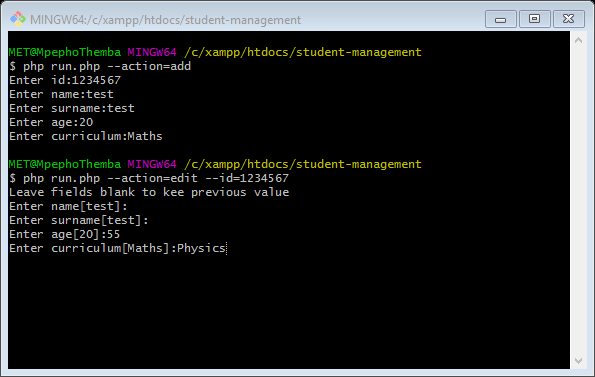 MINGW64:/c/xampp/htdocs/student-management
MET@MpephoThemba MINGW64 /c/xampp/htdocs/student-management
$ php run.php --action=add
Enter id:1234567
Enter name:test
Enter surname:test
Enter age:20
Enter curriculum:Maths
MET@MpephoThemba MINGW64 /c/xampp/htdocs/student-management
$ php run.php --action=edit --id=1234567
Leave fields blank to kee previous value
Enter name[test]:
Enter surname[test]:
Enter age[20]:55
Enter curriculum[Maths]:Physics